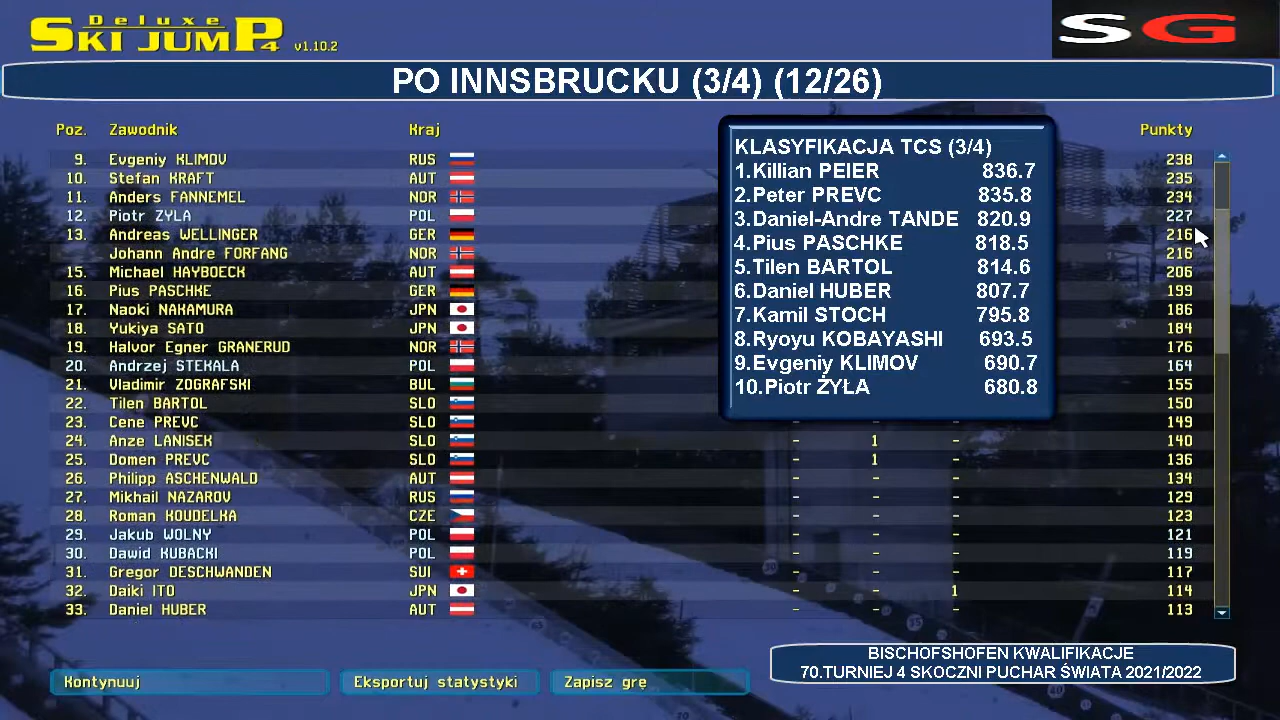 Deluxe
SKI JUMP 4 v1.10.2
SG
PO INNSBRUCKU (3/4) (12/26)
Poz. Zawodnik Kraj Punkty
9. Evgeniy KLIMOV RUS 238
10. Stefan KRAFT AUT 235
11. Anders FANNEMEL NOR 234
12. Piotr ZYLA POL 227
13. Andreas WELLINGER GER 216
Johann Andre FORFANG NOR 216
15. Michael HAYBOECK AUT 206
16. Pius PASCHKE GER 199
17. Naoki NAKAMURA JPN 186
18. Yukiya SATO JPN 184
19. Halvor Egner GRANERUD NOR 176
20. Andrzej STEKALA POL 164
21. Vladimir ZOGRAFSKI BUL 155
22. Tilen BARTOL SLO 150
23. Cene PREVC SLO - - - 149
24. Anze LANISEK SLO - 1 - 140
25. Domen PREVC SLO - 1 - 136
26. Philipp ASCHENWALD AUT - - - 134
27. Mikhail NAZAROV RUS - - - 129
28. Roman KOUDELKA CZE - - - 123
29. Jakub WOLNY POL - - - 121
30. Dawid KUBACKI POL - - - 119
31. Gregor DESCHWANDEN SUI - - - 117
32. Daiki ITO JPN - - 1 114
33. Daniel HUBER AUT - - - 113
KLASYFIKACJA TCS (3/4)
1.Killian PEIER 836.7
2.Peter PREVC 835.8
3.Daniel-Andre TANDE 820.9
4.Pius PASCHKE 818.5
5.Tilen BARTOL 814.6
6.Daniel HUBER 807.7
7.Kamil STOCH 795.8
8.Ryoyu KOBAYASHI 693.5
9.Evgeniy KLIMOV 690.7
10.Piotr ŻYŁA 680.8
BISCHOFSHOFEN KWALIFIKACJE
70.TURNIEJ 4 SKOCZNI PUCHAR ŚWIATA 2021/2022
Kontynuuj Eksportuj statystyki Zapisz grę